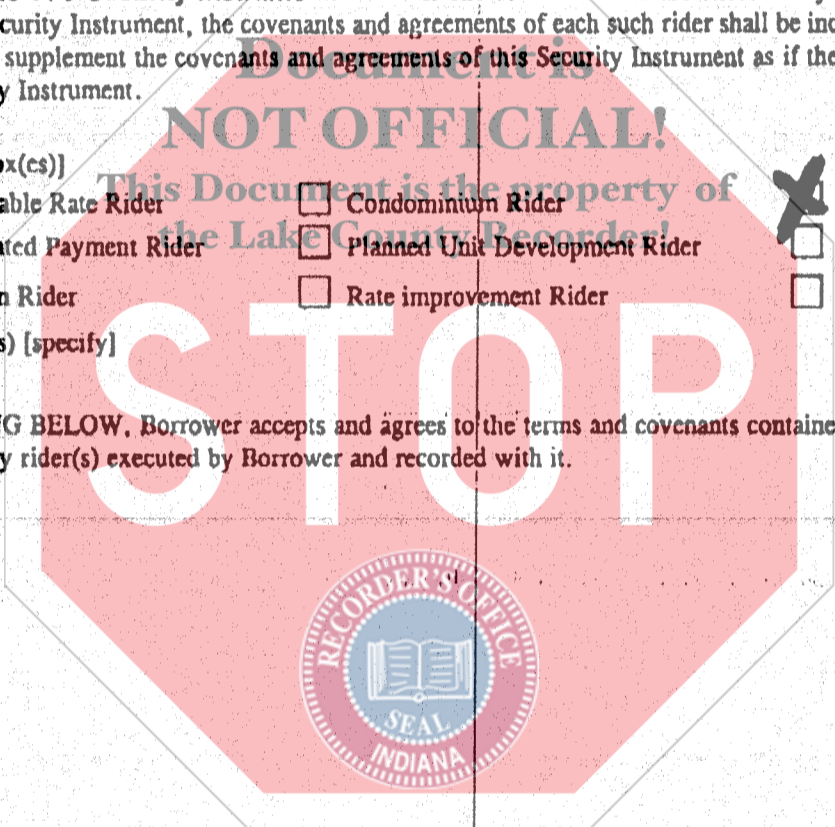 curity Instrument, the covenants and agreements of each such rider shall be inc
supplement the covenants and agreements of this Security Instrument as if the
y Instrument.
Document is
NOT OFFICIAL!
This Document is the property of
the Lake County Recorder!
x(es)]
able Rate Rider Condominium Rider
ated Payment Rider Planned Unit Development Rider
n Rider Rate improvement Rider
s) [specify]
STOP
G BELOW, Borrower accepts and agrees to the terms and covenants containe
y rider(s) executed by Borrower and recorded with it.
RECORDER'S OFFICE
SEAL
INDIANA